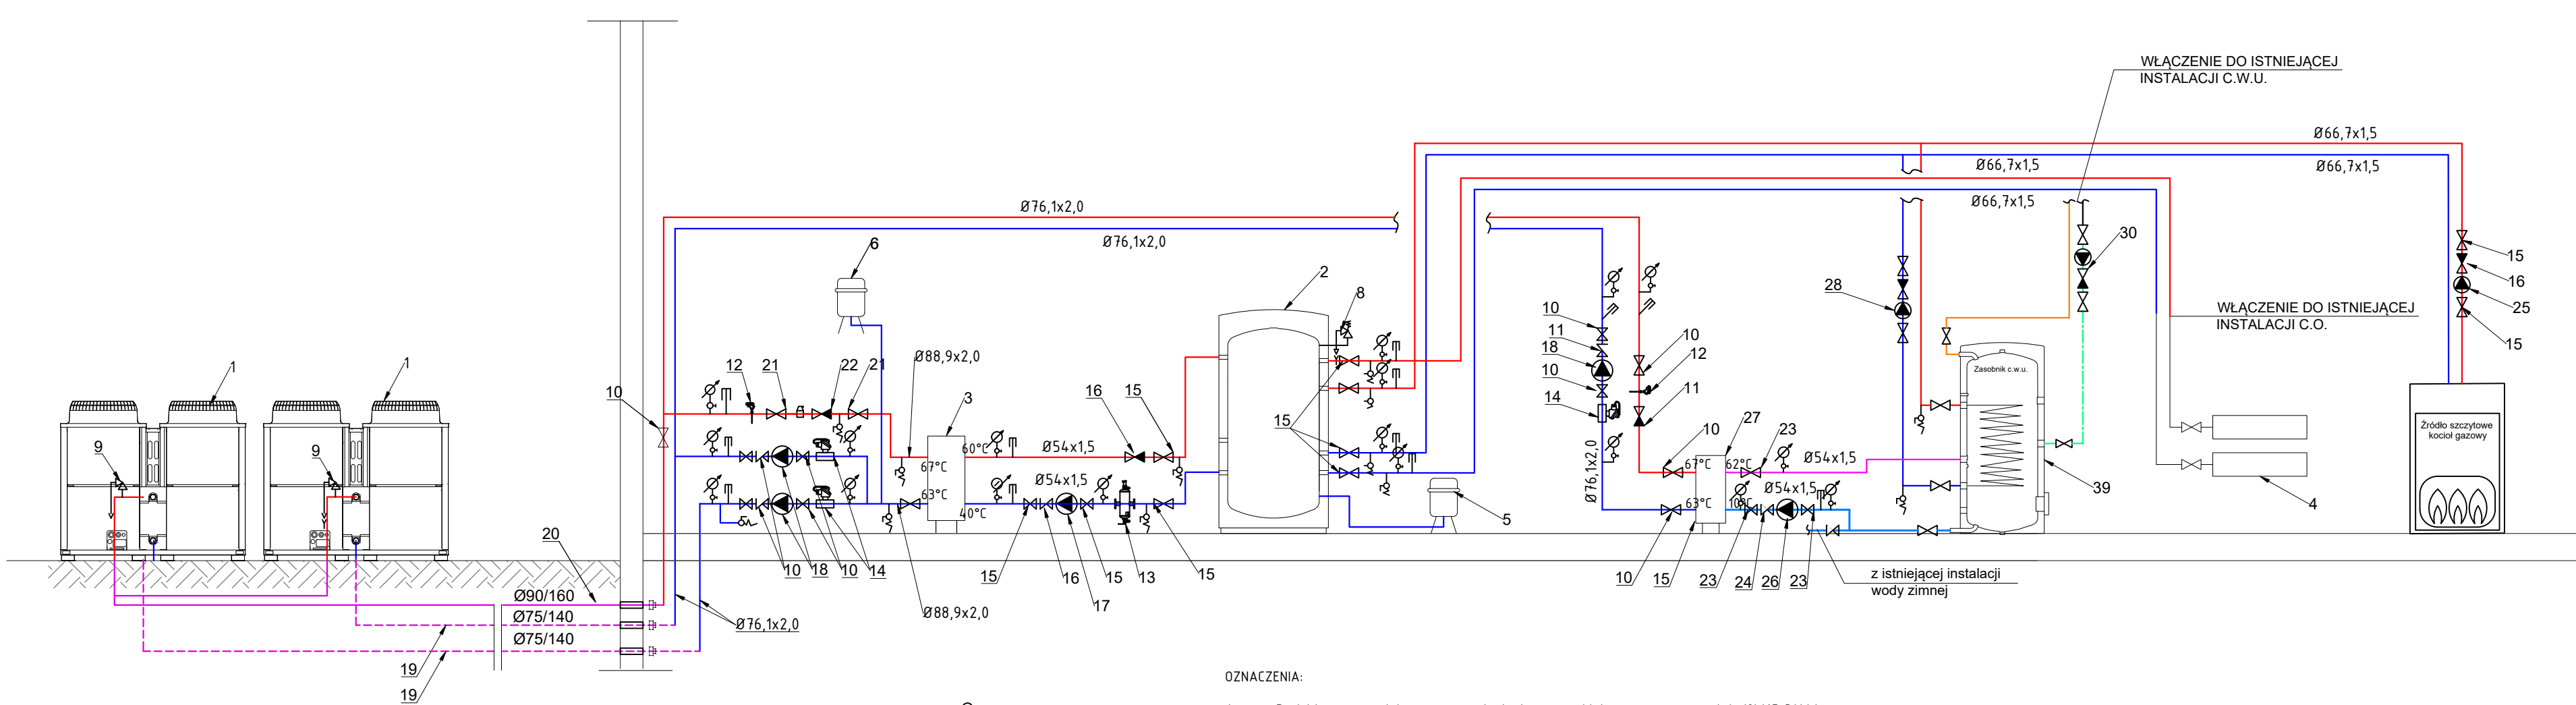 WŁĄCZENIE DO ISTNIEJĄCEJ
INSTALACJI C.W.U.
Ø66,7x1,5
Ø66,7x1,5
Ø66,7x1,5
Ø66,7x1,5
Ø76,1x2,0
Ø76,1x2,0
6
30
2
8
28
15
16
25
15
WŁĄCZENIE DO ISTNIEJĄCEJ
INSTALACJI C.O.
10
11
18
10
14
10
12
11
Ø88,9x2,0
1
1
12
21
22
21
10
3
16
15
Zasobnik c.w.u.
9
9
60°C
67°C
63°C
40°C
Ø54x1,5
Ø54x1,5
15
Ø76,1x2,0
10
27
23
67°C
62°C
63°C
10°C
Ø54x1,5
Ø54x1,5
Źródło szczytowe
kocioł gazowy
39
4
5
20
10
18
10
14
15
16
15
13
15
17
10
15
23
24
26
23
z istniejącej instalacji
wody zimnej
Ø90/160
Ø75/140
Ø75/140
Ø76,1x2,0
Ø88,9x2,0
19
19
OZNACZENIA: